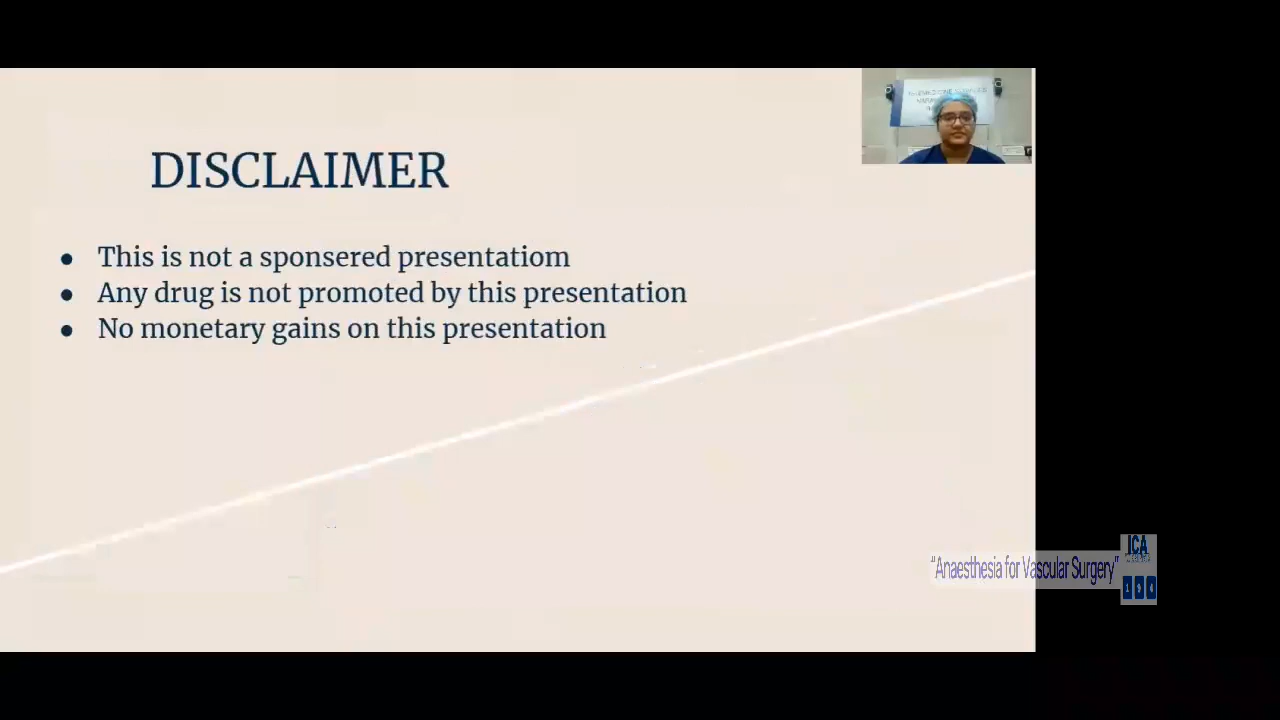 DISCLAIMER
● This is not a sponsered presentatiom
● Any drug is not promoted by this presentation
● No monetary gains on this presentation
"Anaesthesia for Vascular Surgery"
ICA